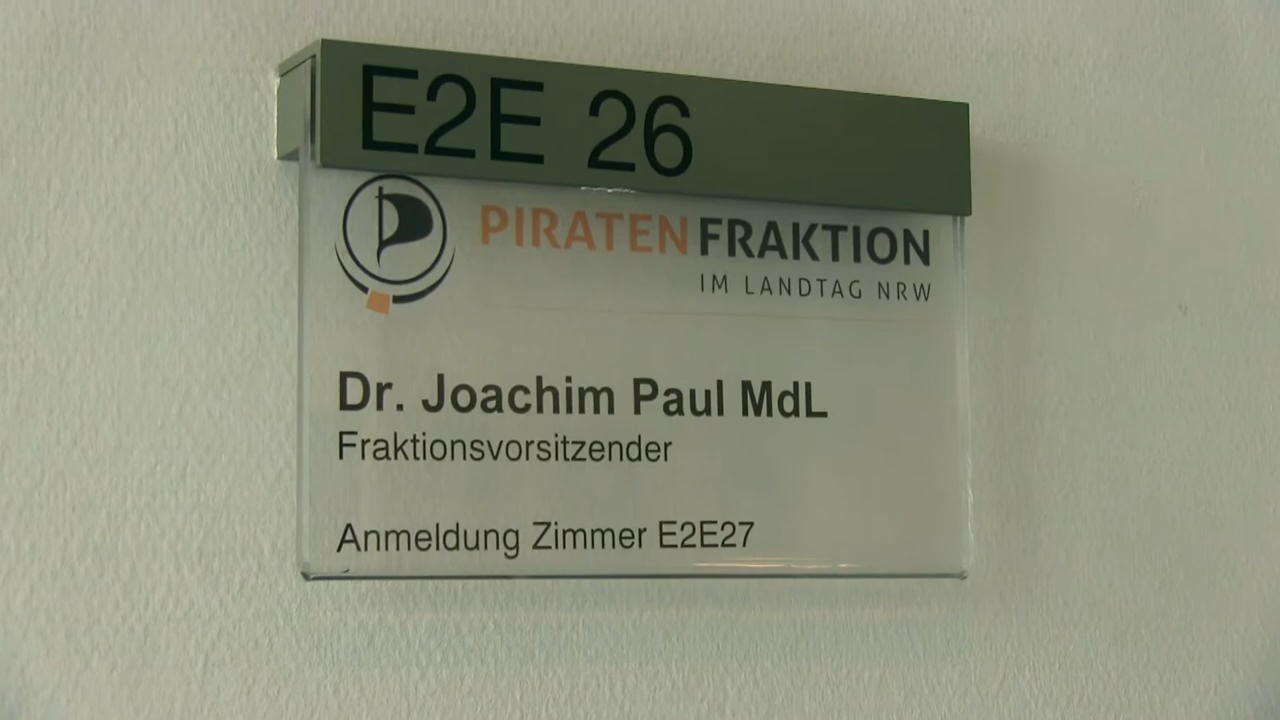 E2E 26
PIRATENFRAKTION
IM LANDTAG NRW
Dr. Joachim Paul MdL
Fraktionsvorsitzender
Anmeldung Zimmer E2E27